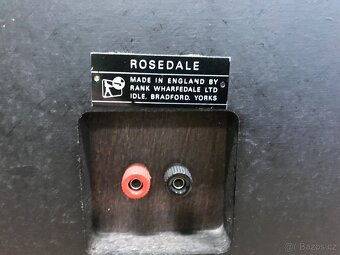 ROSEDALE
MADE IN ENGLAND BY
RANK WHARFEDALE LTD
IDLE, BRADFORD, YORKS
Bazos.cz